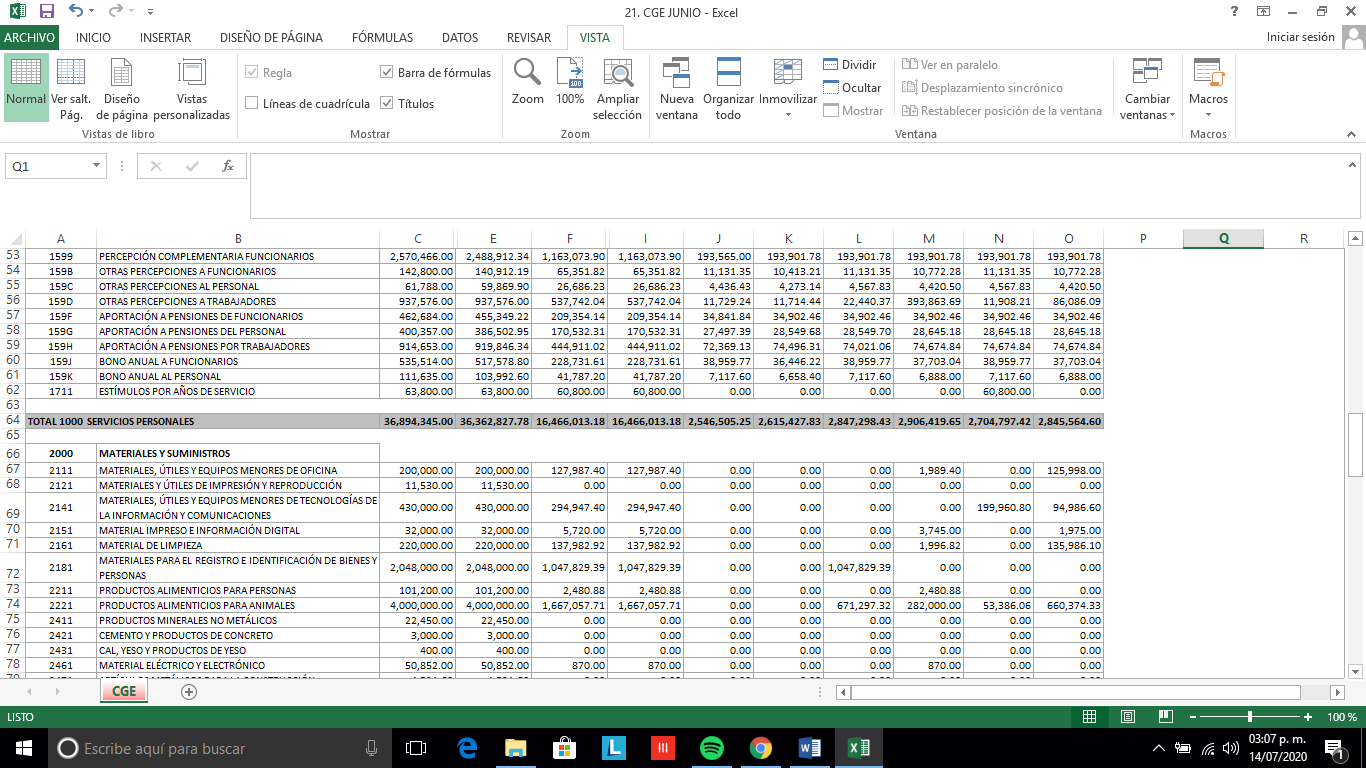 21. CGE JUNIO - Excel
ARCHIVO INICIO INSERTAR DISEÑO DE PÁGINA FÓRMULAS DATOS REVISAR VISTA Iniciar sesión
Normal Ver salt. Pág. Diseño de página Vistas personalizadas
Vistas de libro
Regla Barra de fórmulas
Líneas de cuadrícula Títulos
Mostrar
Zoom 100% Ampliar selección
Zoom
Nueva ventana Organizar todo Inmovilizar
Dividir Ver en paralelo
Ocultar Desplazamiento sincrónico
Mostrar Restablecer posición de la ventana
Cambiar ventanas
Ventana
Macros
Macros
Q1 fx
A B C E F I J K L M N O P Q R
53 1599 PERCEPCIÓN COMPLEMENTARIA FUNCIONARIOS 2,570,466.00 2,488,912.34 1,163,073.90 1,163,073.90 193,565.00 193,901.78 193,901.78 193,901.78 193,901.78 193,901.78
54 159B OTRAS PERCEPCIONES A FUNCIONARIOS 142,800.00 140,912.19 65,351.82 65,351.82 11,131.35 10,413.21 11,131.35 10,772.28 11,131.35 10,772.28
55 159C OTRAS PERCEPCIONES AL PERSONAL 61,788.00 59,869.90 26,686.23 26,686.23 4,436.43 4,273.14 4,567.83 4,420.50 4,567.83 4,420.50
56 159D OTRAS PERCEPCIONES A TRABAJADORES 937,576.00 937,576.00 537,742.04 537,742.04 11,729.24 11,714.44 22,440.37 393,863.69 11,908.21 86,086.09
57 159F APORTACIÓN A PENSIONES DE FUNCIONARIOS 462,684.00 455,349.22 209,354.14 209,354.14 34,841.84 34,902.46 34,902.46 34,902.46 34,902.46 34,902.46
58 159G APORTACIÓN A PENSIONES DEL PERSONAL 400,357.00 386,502.95 170,532.31 170,532.31 27,497.39 28,549.68 28,549.70 28,645.18 28,645.18 28,645.18
59 159H APORTACIÓN A PENSIONES POR TRABAJADORES 914,653.00 919,846.34 444,911.02 444,911.02 72,369.13 74,496.31 74,021.06 74,674.84 74,674.84 74,674.84
60 159J BONO ANUAL A FUNCIONARIOS 535,514.00 517,578.80 228,731.61 228,731.61 38,959.77 36,446.22 38,959.77 37,703.04 38,959.77 37,703.04
61 159K BONO ANUAL AL PERSONAL 111,635.00 103,992.60 41,787.20 41,787.20 7,117.60 6,658.40 7,117.60 6,888.00 7,117.60 6,888.00
62 1711 ESTÍMULOS POR AÑOS DE SERVICIO 63,800.00 63,800.00 60,800.00 60,800.00 0.00 0.00 0.00 0.00 60,800.00 0.00
63
64 TOTAL 1000 SERVICIOS PERSONALES 36,894,345.00 36,362,827.78 16,466,013.18 16,466,013.18 2,546,505.25 2,615,427.83 2,847,298.43 2,906,419.65 2,704,797.42 2,845,564.60
65
66 2000 MATERIALES Y SUMINISTROS
67 2111 MATERIALES, ÚTILES Y EQUIPOS MENORES DE OFICINA 200,000.00 200,000.00 127,987.40 127,987.40 0.00 0.00 0.00 1,989.40 0.00 125,998.00
68 2121 MATERIALES Y ÚTILES DE IMPRESIÓN Y REPRODUCCIÓN 11,530.00 11,530.00 0.00 0.00 0.00 0.00 0.00 0.00 0.00 0.00
MATERIALES, ÚTILES Y EQUIPOS MENORES DE TECNOLOGÍAS DE
69 2141 LA INFORMACIÓN Y COMUNICACIONES 430,000.00 430,000.00 294,947.40 294,947.40 0.00 0.00 0.00 0.00 199,960.80 94,986.60
70 2151 MATERIAL IMPRESO E INFORMACIÓN DIGITAL 32,000.00 32,000.00 5,720.00 5,720.00 0.00 0.00 0.00 3,745.00 0.00 1,975.00
71 2161 MATERIAL DE LIMPIEZA 220,000.00 220,000.00 137,982.92 137,982.92 0.00 0.00 0.00 1,996.82 0.00 135,986.10
MATERIALES PARA EL REGISTRO E IDENTIFICACIÓN DE BIENES Y
72 2181 PERSONAS 2,048,000.00 2,048,000.00 1,047,829.39 1,047,829.39 0.00 0.00 1,047,829.39 0.00 0.00 0.00
73 2211 PRODUCTOS ALIMENTICIOS PARA PERSONAS 101,200.00 101,200.00 2,480.88 2,480.88 0.00 0.00 0.00 2,480.88 0.00 0.00
74 2221 PRODUCTOS ALIMENTICIOS PARA ANIMALES 4,000,000.00 4,000,000.00 1,667,057.71 1,667,057.71 0.00 0.00 671,297.32 282,000.00 53,386.06 660,374.33
75 2411 PRODUCTOS MINERALES NO METÁLICOS 22,450.00 22,450.00 0.00 0.00 0.00 0.00 0.00 0.00 0.00 0.00
76 2421 CEMENTO Y PRODUCTOS DE CONCRETO 3,000.00 3,000.00 0.00 0.00 0.00 0.00 0.00 0.00 0.00 0.00
77 2431 CAL, YESO Y PRODUCTOS DE YESO 400.00 400.00 0.00 0.00 0.00 0.00 0.00 0.00 0.00 0.00
78 2461 MATERIAL ELÉCTRICO Y ELECTRÓNICO 50,852.00 50,852.00 870.00 870.00 0.00 0.00 0.00 870.00 0.00 0.00
CGE
LISTO 100 %
Escribe aquí para buscar
03:07 p. m.
14/07/2020
1